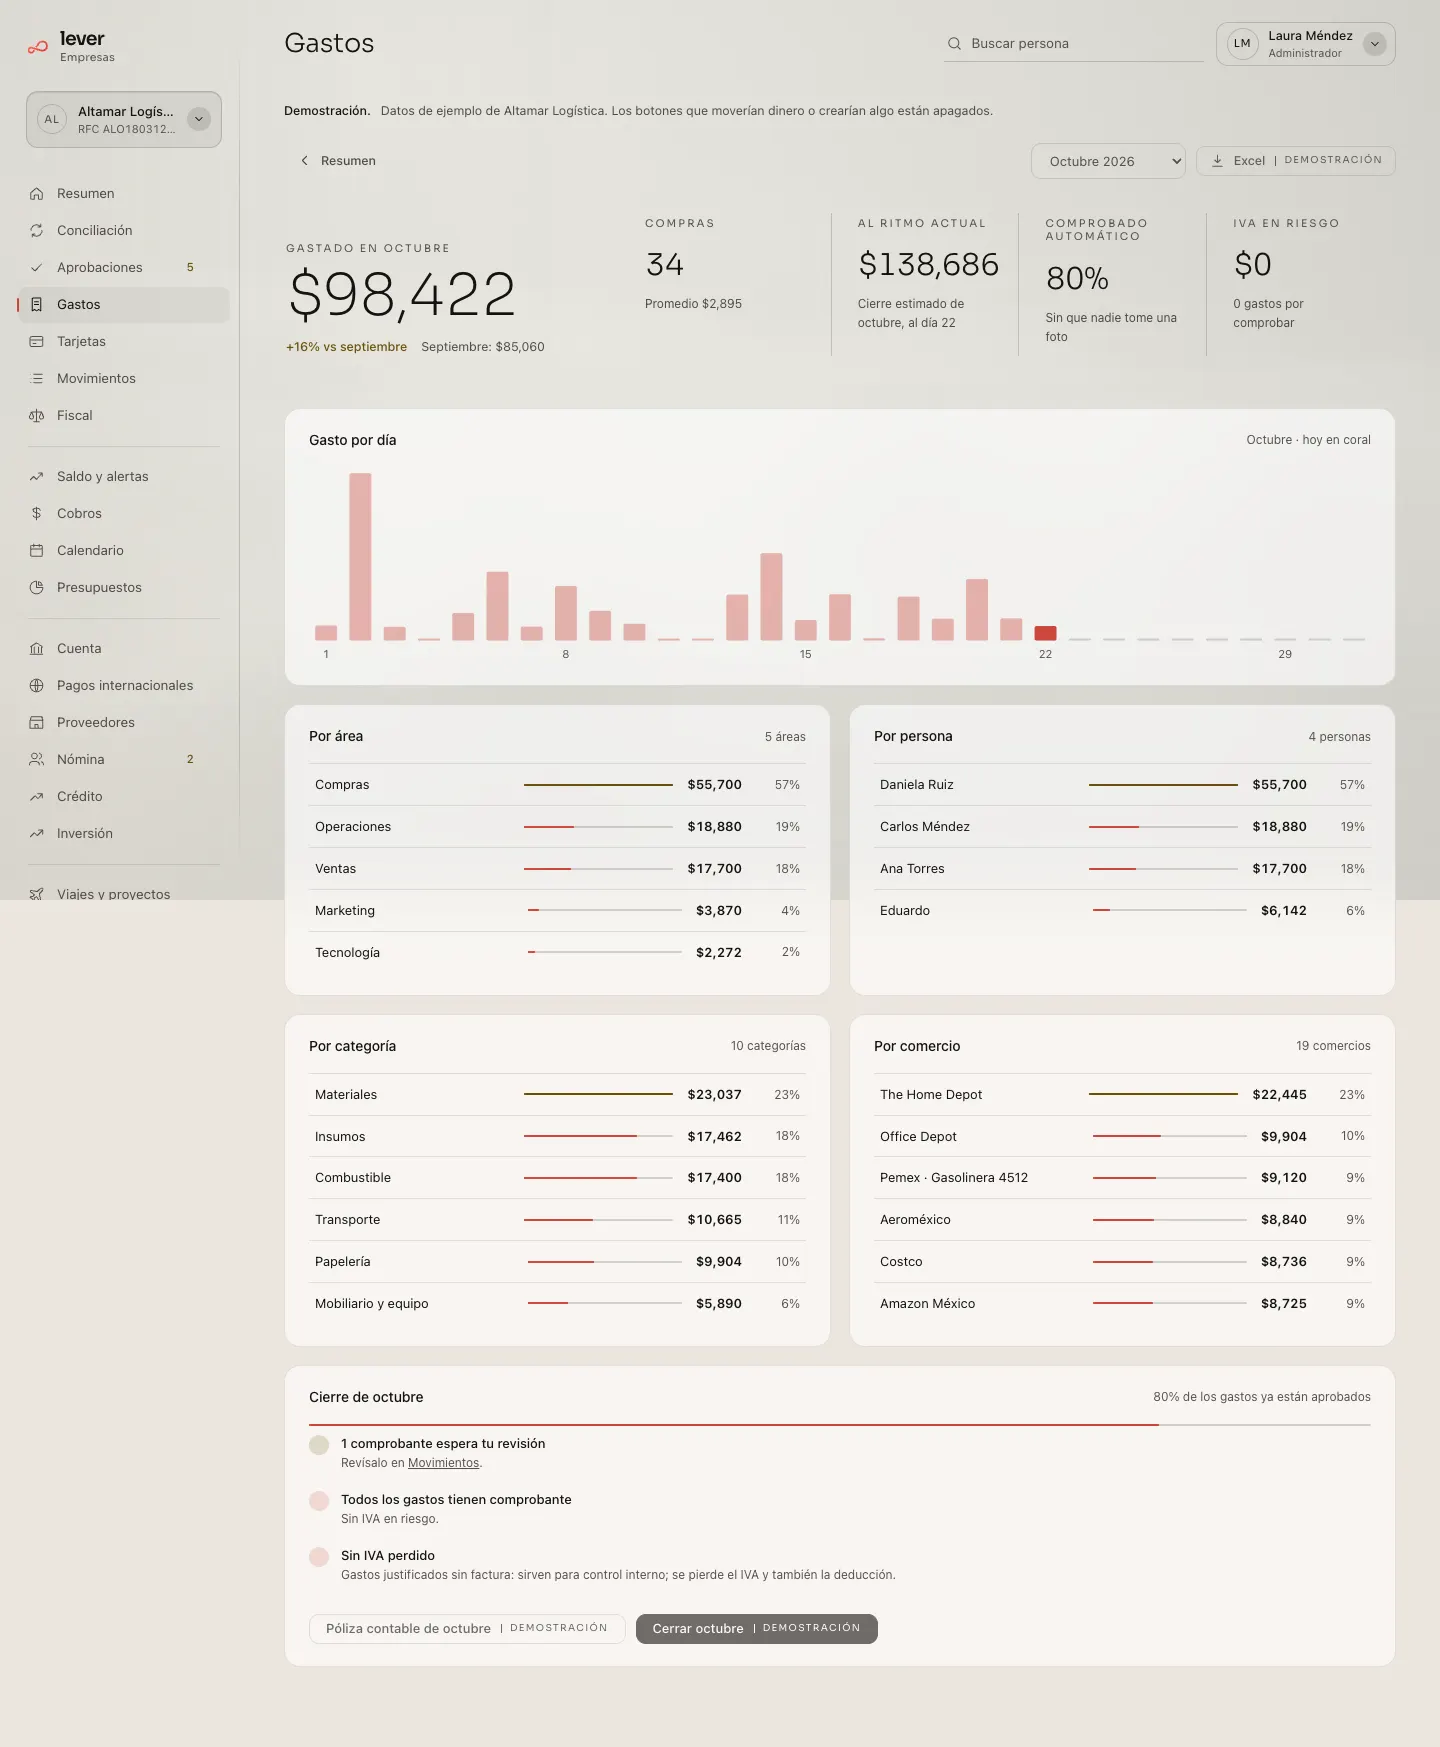 lever
Empresas
AL
Altamar Logís...
RFC ALO180312...
Resumen
Conciliación
Aprobaciones 5
Gastos
Tarjetas
Movimientos
Fiscal
Saldo y alertas
Cobros
Calendario
Presupuestos
Cuenta
Pagos internacionales
Proveedores
Nómina 2
Crédito
Inversión
Viajes y proyectos
Gastos
Buscar persona
LM
Laura Méndez
Administrador
Demostración. Datos de ejemplo de Altamar Logística. Los botones que moverían dinero o crearían algo están apagados.
Resumen
Octubre 2026
Excel | DEMOSTRACIÓN
GASTADO EN OCTUBRE
$98,422
+16% vs septiembre Septiembre: $85,060
COMPRAS
34
Promedio $2,895
AL RITMO ACTUAL
$138,686
Cierre estimado de
octubre, al día 22
COMPROBADO
AUTOMÁTICO
80%
Sin que nadie tome una
foto
IVA EN RIESGO
$0
0 gastos por
comprobar
Gasto por día
Octubre · hoy en coral
1 8 15 22 29
Por área 5 áreas
Compras $55,700 57%
Operaciones $18,880 19%
Ventas $17,700 18%
Marketing $3,870 4%
Tecnología $2,272 2%
Por persona 4 personas
Daniela Ruiz $55,700 57%
Carlos Méndez $18,880 19%
Ana Torres $17,700 18%
Eduardo $6,142 6%
Por categoría 10 categorías
Materiales $23,037 23%
Insumos $17,462 18%
Combustible $17,400 18%
Transporte $10,665 11%
Papelería $9,904 10%
Mobiliario y equipo $5,890 6%
Por comercio 19 comercios
The Home Depot $22,445 23%
Office Depot $9,904 10%
Pemex · Gasolinera 4512 $9,120 9%
Aeroméxico $8,840 9%
Costco $8,736 9%
Amazon México $8,725 9%
Cierre de octubre 80% de los gastos ya están aprobados
1 comprobante espera tu revisión
Revísalo en Movimientos.
Todos los gastos tienen comprobante
Sin IVA en riesgo.
Sin IVA perdido
Gastos justificados sin factura: sirven para control interno; se pierde el IVA y también la deducción.
Póliza contable de octubre | DEMOSTRACIÓN
Cerrar octubre | DEMOSTRACIÓN